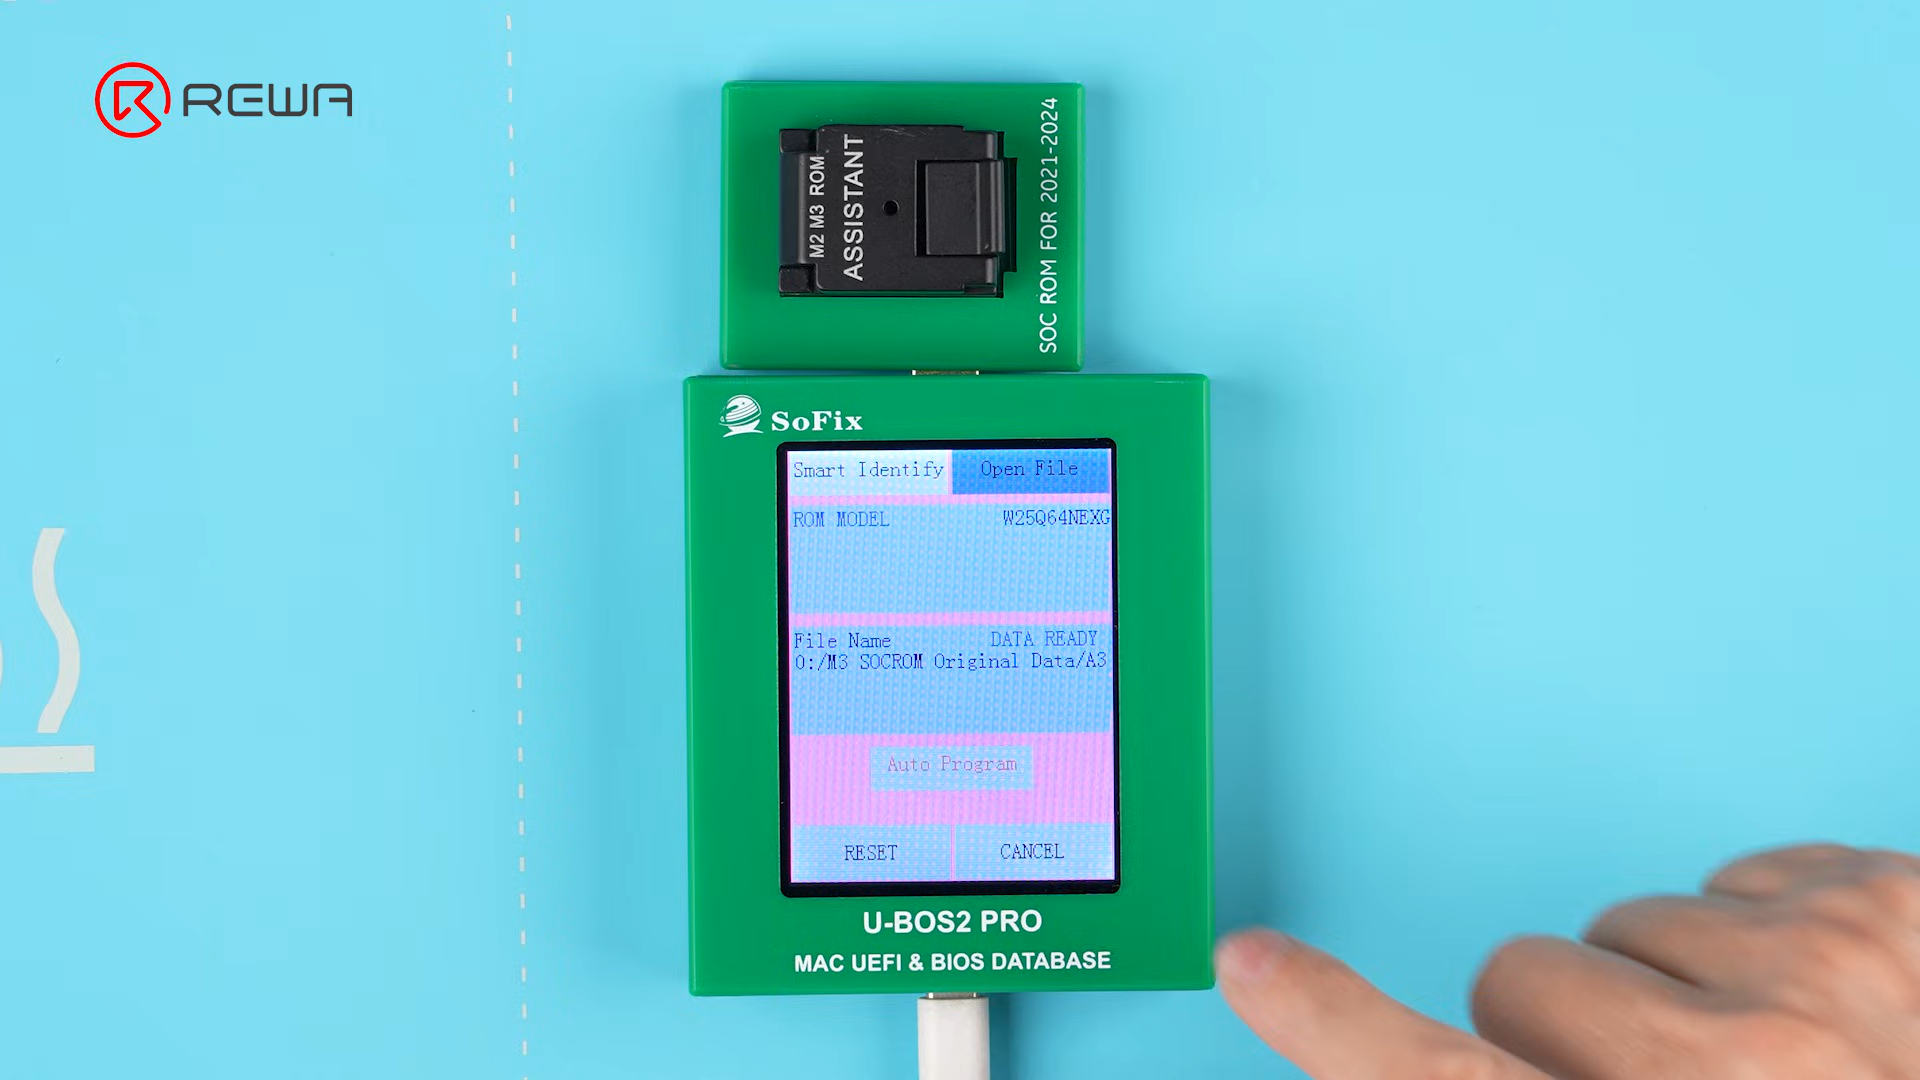 REWA
M2 M3 ROM
ASSISTANT
SOC ROM FOR 2021-2024
SoFix
Smart Identify
Open File
ROM MODEL
W25Q64NEXG
File Name
DATA READY
0:/M3 SOCROM Original Data/A3
Auto Program
RESET
CANCEL
U-BOS2 PRO
MAC UEFI & BIOS DATABASE